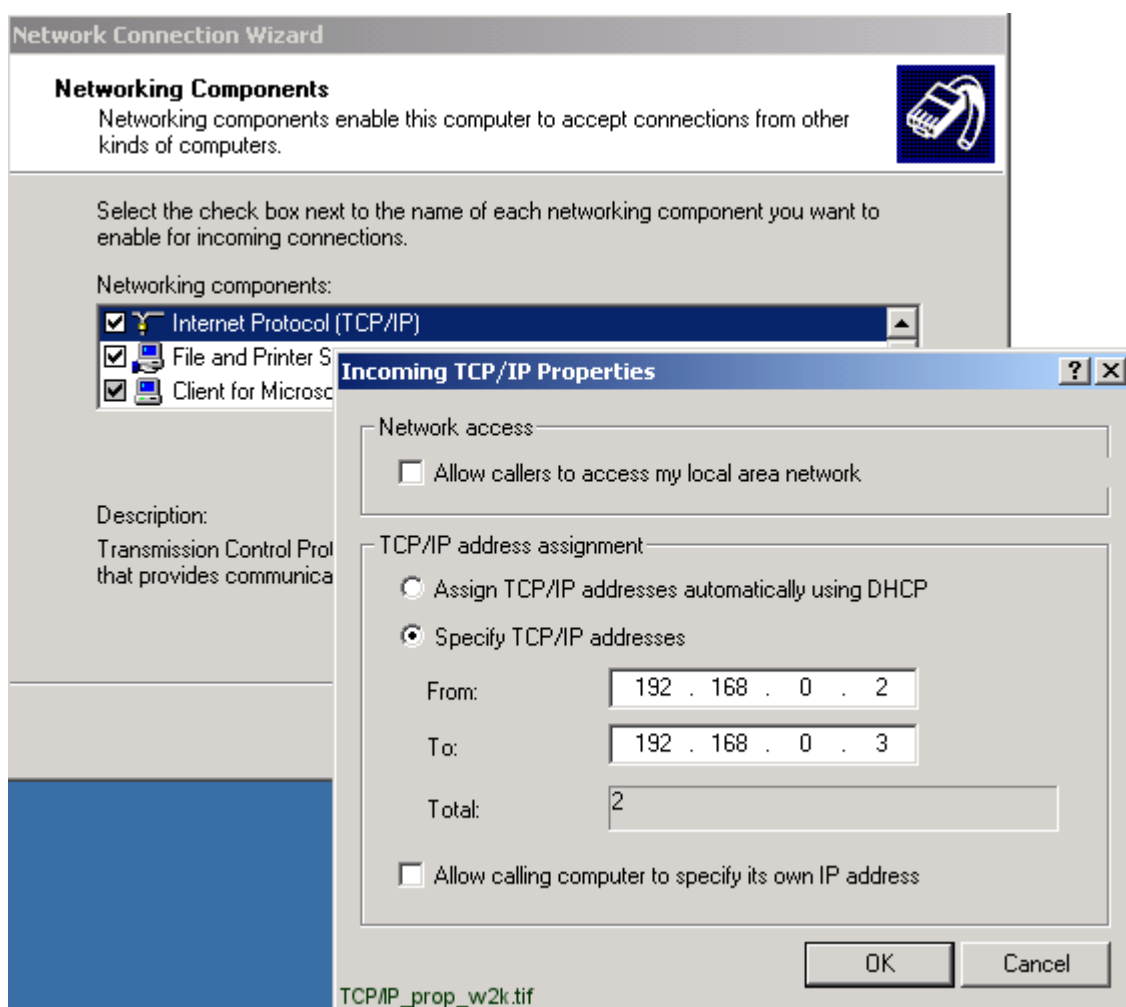 Network Connection Wizard
Networking Components
Networking components enable this computer to accept connections from other
kinds of computers.
Select the check box next to the name of each networking component you want to
enable for incoming connections.
Networking components:
Internet Protocol (TCP/IP)
File and Printer S
Client for Microsc
Description:
Transmission Control Prot
that provides communica
Incoming TCP/IP Properties
Network access
Allow callers to access my local area network
TCP/IP address assignment
Assign TCP/IP addresses automatically using DHCP
Specify TCP/IP addresses
From: 192 . 168 . 0 . 2
To: 192 . 168 . 0 . 3
Total: 2
Allow calling computer to specify its own IP address
OK Cancel
TCP/IP_prop_w2k.tif